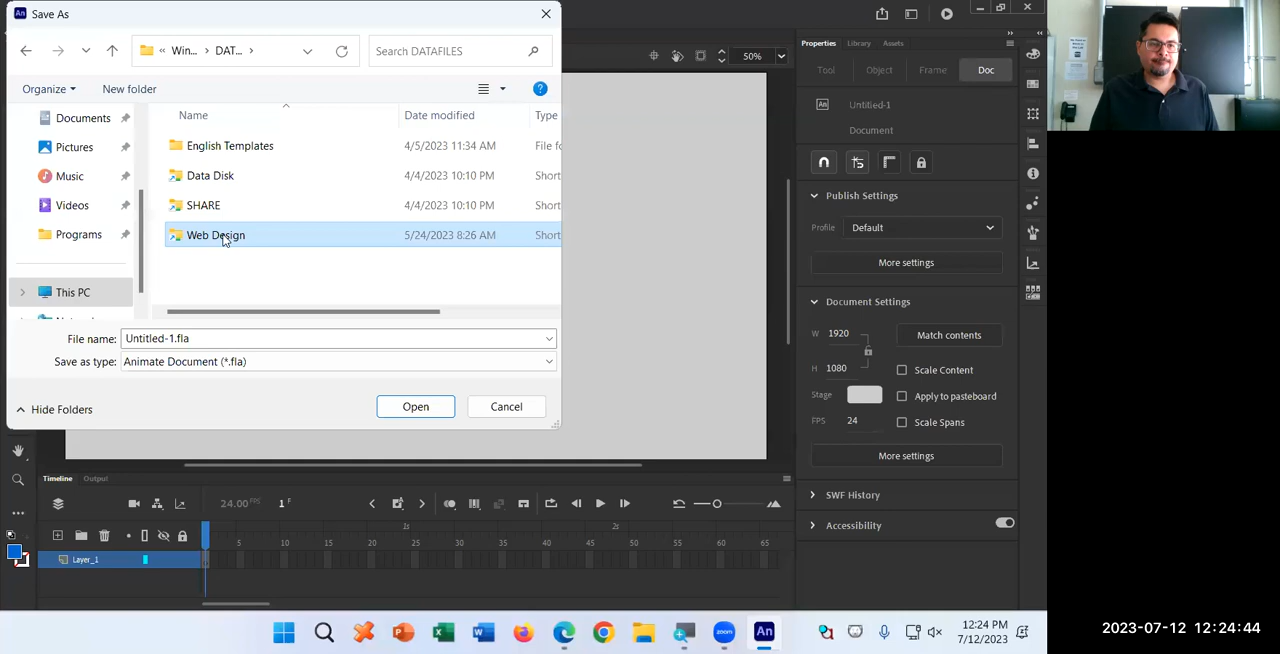 An Save As
« Win... › DAT... ›
Search DATAFILES
Organize
New folder
Documents
Pictures
Music
Videos
Programs
This PC
Name
Date modified
Type
English Templates 4/5/2023 11:34 AM File fo
Data Disk 4/4/2023 10:10 PM Short
SHARE 4/4/2023 10:10 PM Short
Web Design 5/24/2023 8:26 AM Short
File name: Untitled-1.fla
Save as type: Animate Document (*.fla)
Hide Folders
Open
Cancel
50%
Properties Library Assets
Tool Object Frame Doc
An Untitled-1
Document
Publish Settings
Profile Default
More settings
Document Settings
W 1920
Match contents
H 1080
Scale Content
Stage
Apply to pasteboard
FPS 24
Scale Spans
More settings
SWF History
Accessibility
Timeline Output
24.00 FPS 1 F
1s 2s
5 10 15 20 25 30 35 40 45 50 55 60 65
Layer_1
zoom
An
12:24 PM
7/12/2023
2023-07-12 12:24:44